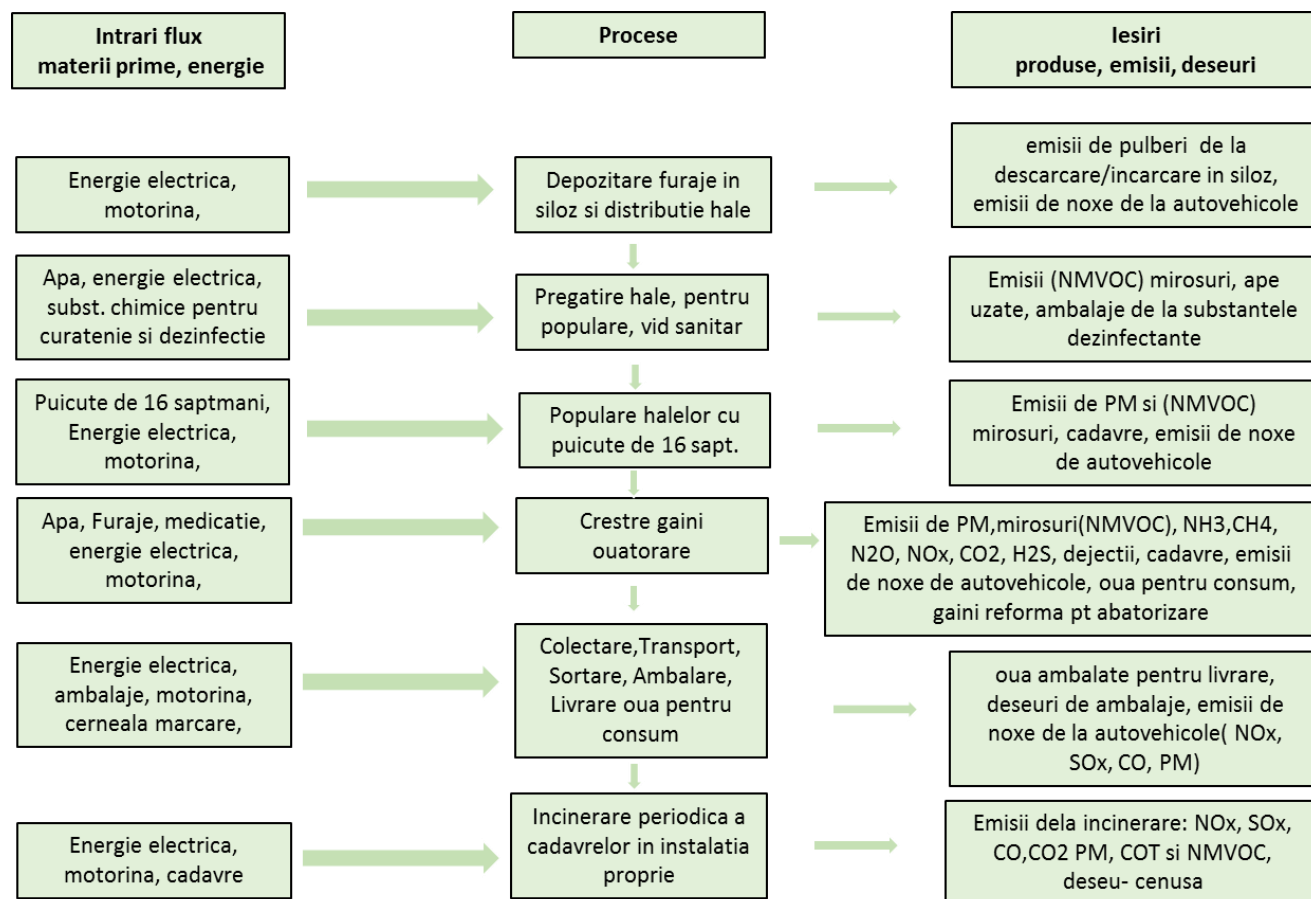 Intrari flux
materii prime, energie
Procese
Iesiri
produse, emisii, deseuri
Energie electrica,
motorina,
Depozitare furaje in
siloz si distributie hale
emisii de pulberi de la
descarcare/incarcare in siloz,
emisii de noxe de la autovehicole
Apa, energie electrica,
subst. chimice pentru
curatenie si dezinfectie
Pregatire hale, pentru
populare, vid sanitar
Emisii (NMVOC) mirosuri, ape
uzate, ambalaje de la substantele
dezinfectante
Puicute de 16 saptmani,
Energie electrica,
motorina,
Populare halelor cu
puicute de 16 sapt.
Emisii de PM si (NMVOC)
mirosuri, cadavre, emisii de noxe
de autovehicole
Apa, Furaje, medicatie,
energie electrica,
motorina,
Crestre gaini
ouatorare
Emisii de PM,mirosuri(NMVOC), NH3,CH4,
N2O, NOx, CO2, H2S, dejectii, cadavre, emisii
de noxe de autovehicole, oua pentru consum,
gaini reforma pt abatorizare
Energie electrica,
ambalaje, motorina,
cerneala marcare,
Colectare,Transport,
Sortare, Ambalare,
Livrare oua pentru
consum
oua ambalate pentru livrare,
deseuri de ambalaje, emisii de
noxe de la autovehicole( NOx,
SOx, CO, PM)
Energie electrica,
motorina, cadavre
Incinerare periodica a
cadavrelor in instalatia
proprie
Emisii dela incinerare: NOx, SOx,
CO,CO2 PM, COT si NMVOC,
deseu- cenusa